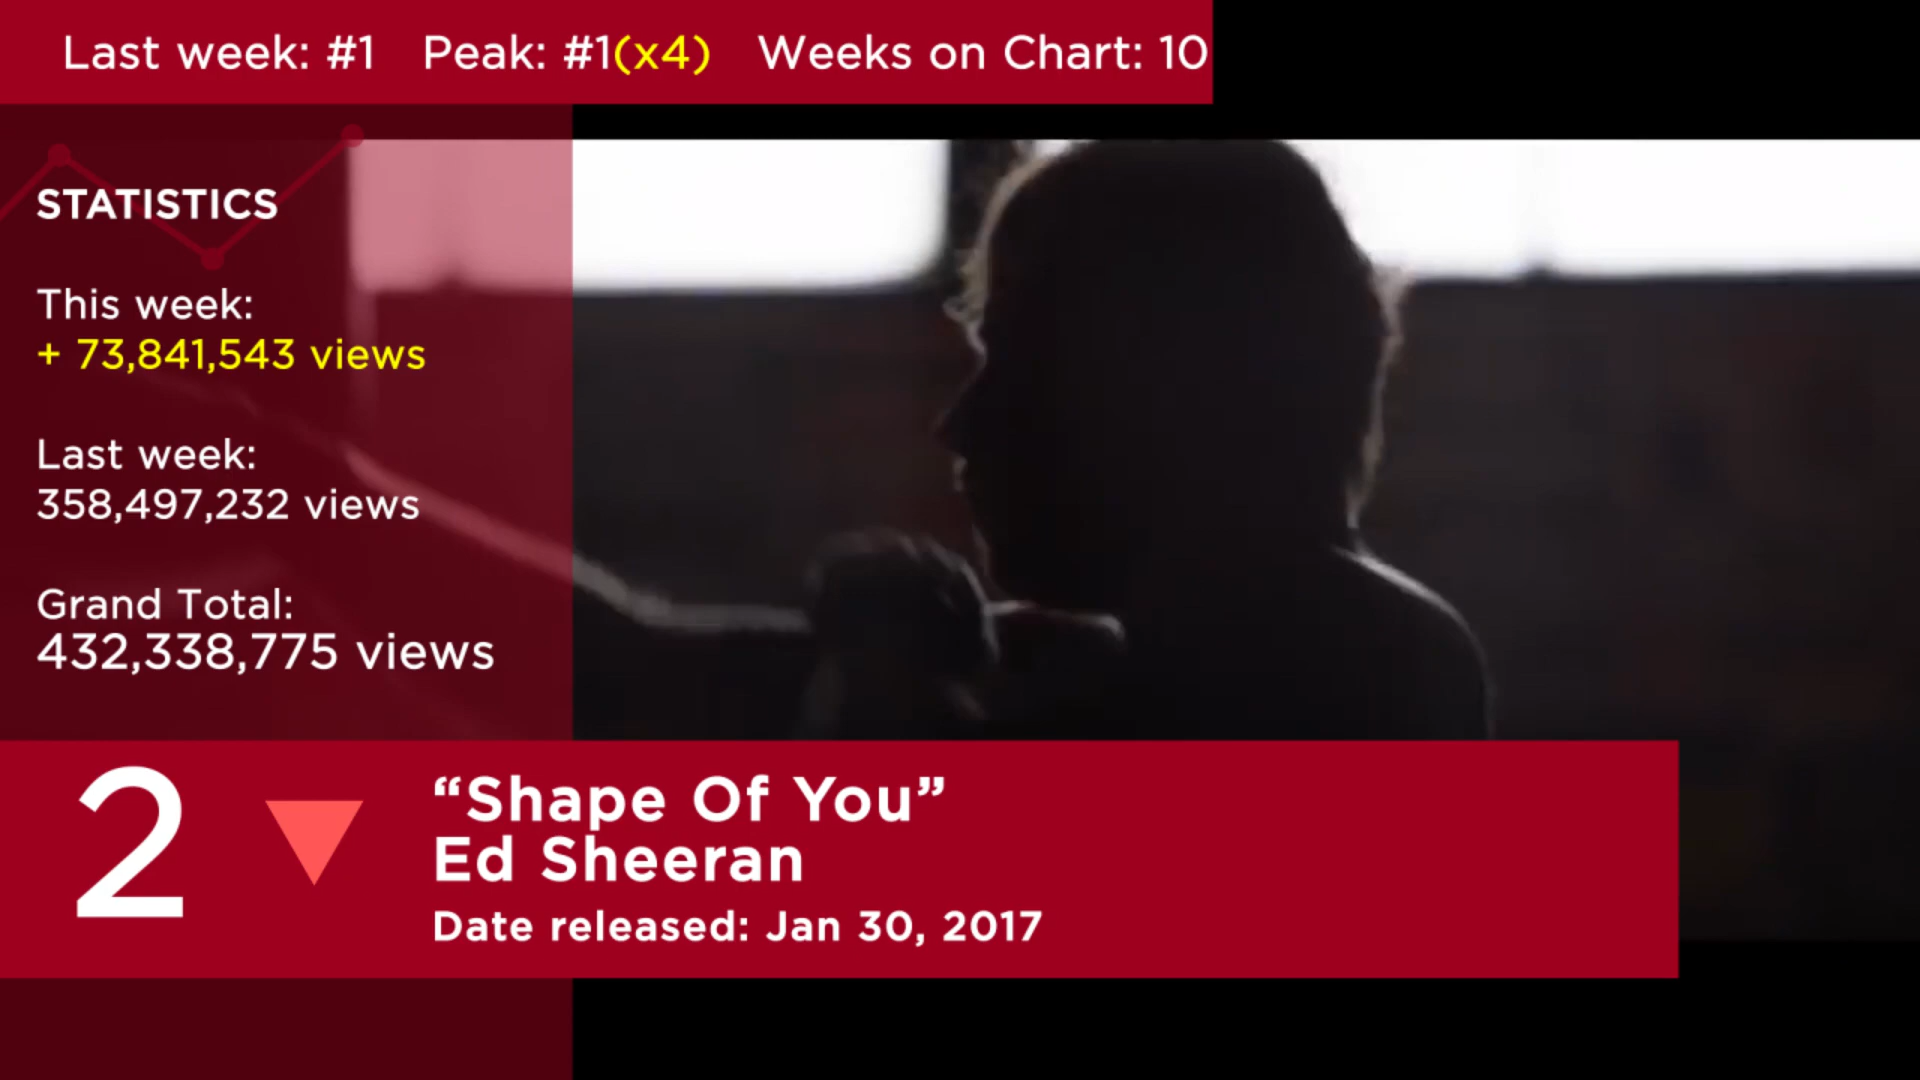 Last week: #1 Peak: #1(x4) Weeks on Chart: 10
STATISTICS
This week:
+ 73,841,543 views
Last week:
358,497,232 views
Grand Total:
432,338,775 views
2
“Shape Of You”
Ed Sheeran
Date released: Jan 30, 2017